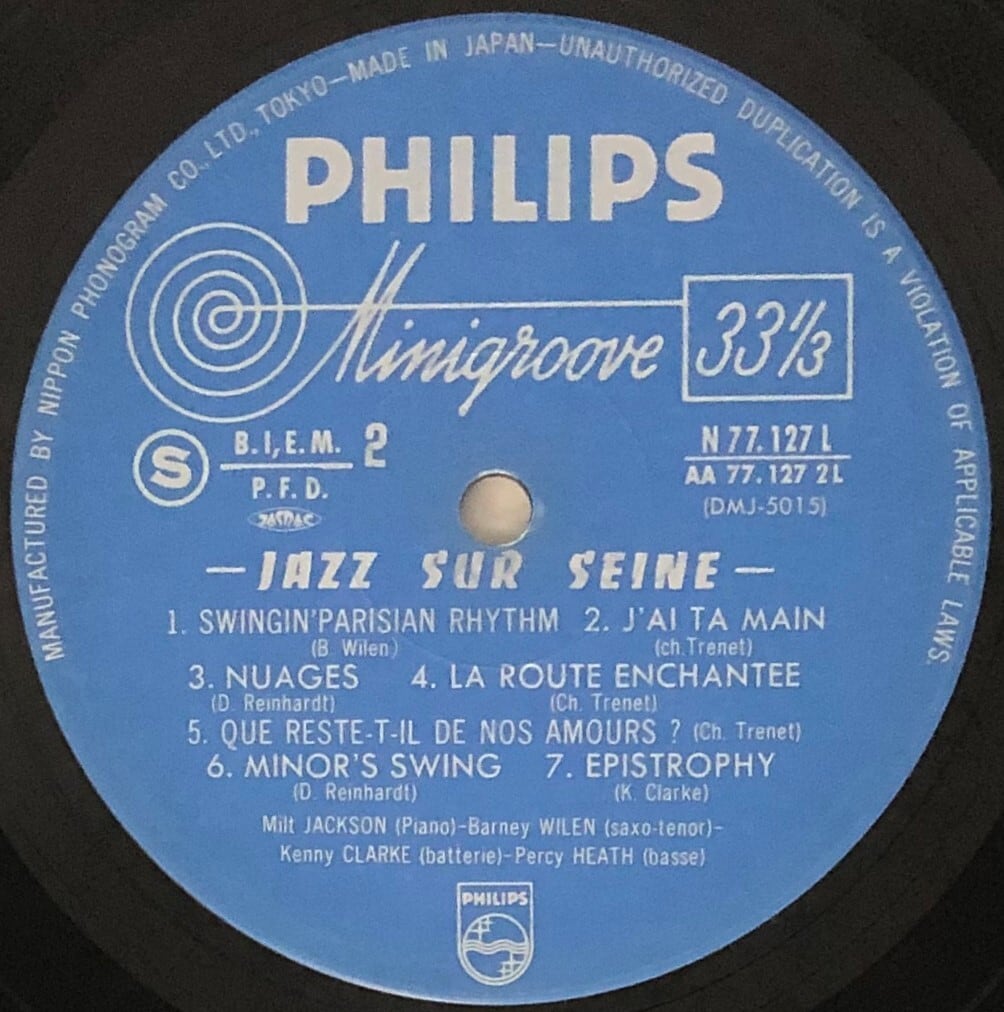 MANUFACTURED BY NIPPON PHONOGRAM CO., LTD., TOKYO—MADE IN JAPAN—UNAUTHORIZED DUPLICATION IS A VIOLATION OF APPLICABLE LAWS.
PHILIPS
Minigroove 33⅓
S
B.I,E.M. 2
P.F.D.
JASRAC
N 77.127 L
AA 77.127 2L
(DMJ-5015)
—JAZZ SUR SEINE—
1. SWINGIN'PARISIAN RHYTHM 2. J'AI TA MAIN
(B. Wilen) (ch.Trenet)
3. NUAGES 4. LA ROUTE ENCHANTEE
(D. Reinhardt) (Ch. Trenet)
5. QUE RESTE-T-IL DE NOS AMOURS ? (Ch. Trenet)
6. MINOR'S SWING 7. EPISTROPHY
(D. Reinhardt) (K. Clarke)
Milt JACKSON (Piano)-Barney WILEN (saxo-tenor)-
Kenny CLARKE (batterie)-Percy HEATH (basse)
PHILIPS